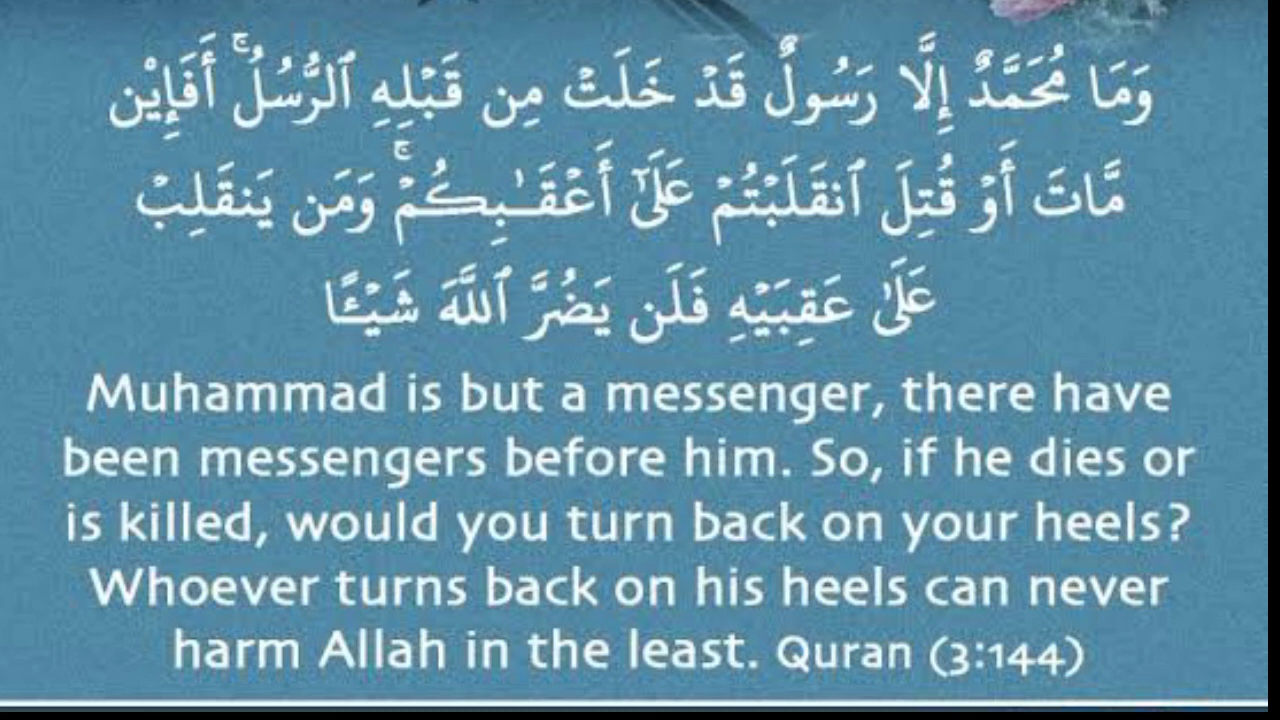 وَمَا مُحَمَّدٌ إِلَّا رَسُولٌ قَدْ خَلَتْ مِن قَبْلِهِ ٱلرُّسُلُ ۚ أَفَإِيْن
مَّاتَ أَوْ قُتِلَ ٱنقَلَبْتُمْ عَلَىٰٓ أَعْقَـٰبِكُمْ ۚ وَمَن يَنقَلِبْ
عَلَىٰ عَقِبَيْهِ فَلَن يَضُرَّ ٱللَّهَ شَيْـًٔا
Muhammad is but a messenger, there have
been messengers before him. So, if he dies or
is killed, would you turn back on your heels?
Whoever turns back on his heels can never
harm Allah in the least. Quran (3:144)